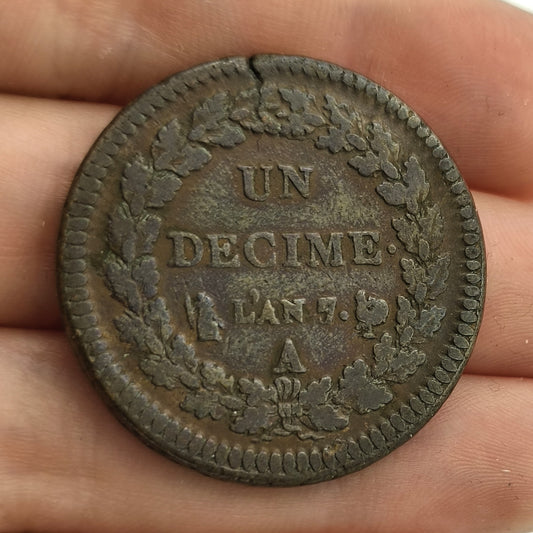 UN
DECIME.
L'AN 7.
A